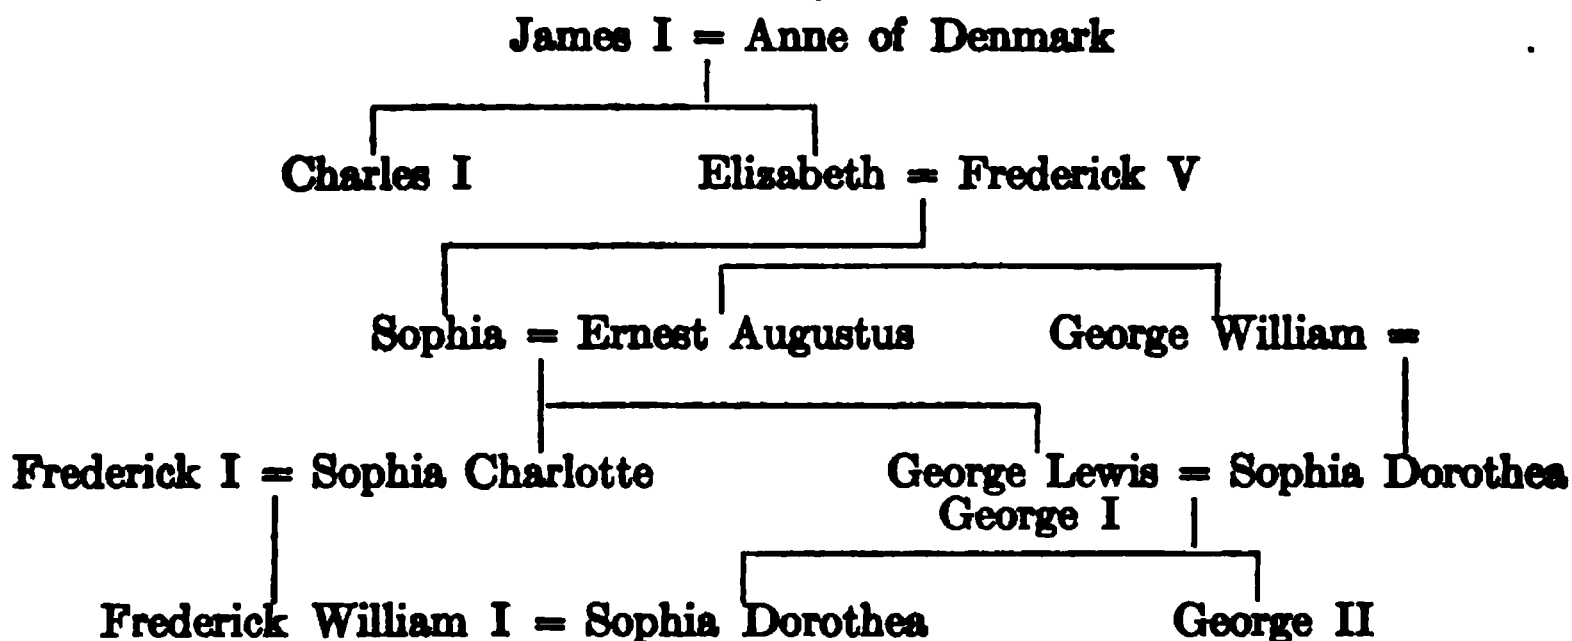 James I = Anne of Denmark
Charles I Elizabeth = Frederick V
Sophia = Ernest Augustus George William =
Frederick I = Sophia Charlotte George Lewis = Sophia Dorothea
George I
Frederick William I = Sophia Dorothea George II